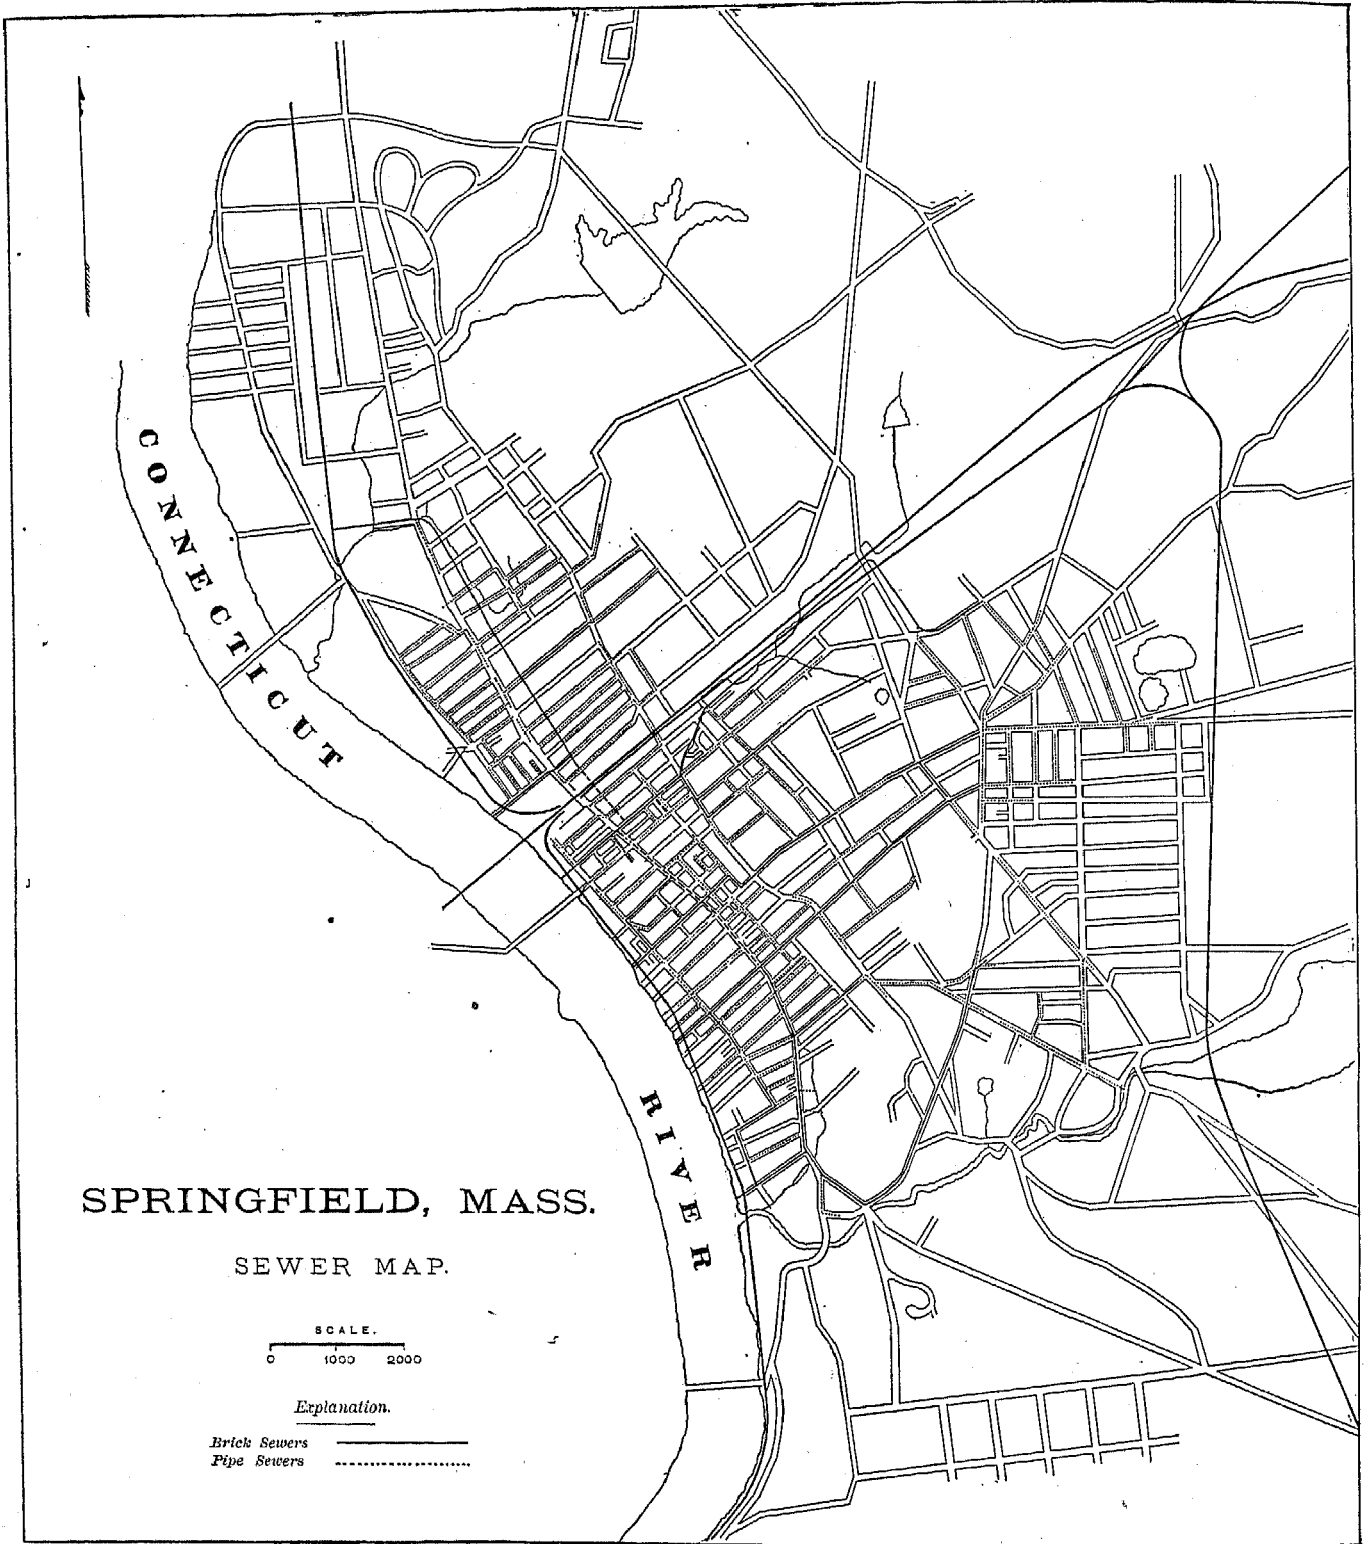 CONNECTICUT
RIVER
SPRINGFIELD, MASS.
SEWER MAP.
SCALE.
0 1000 2000
Explanation.
Brick Sewers
Pipe Sewers